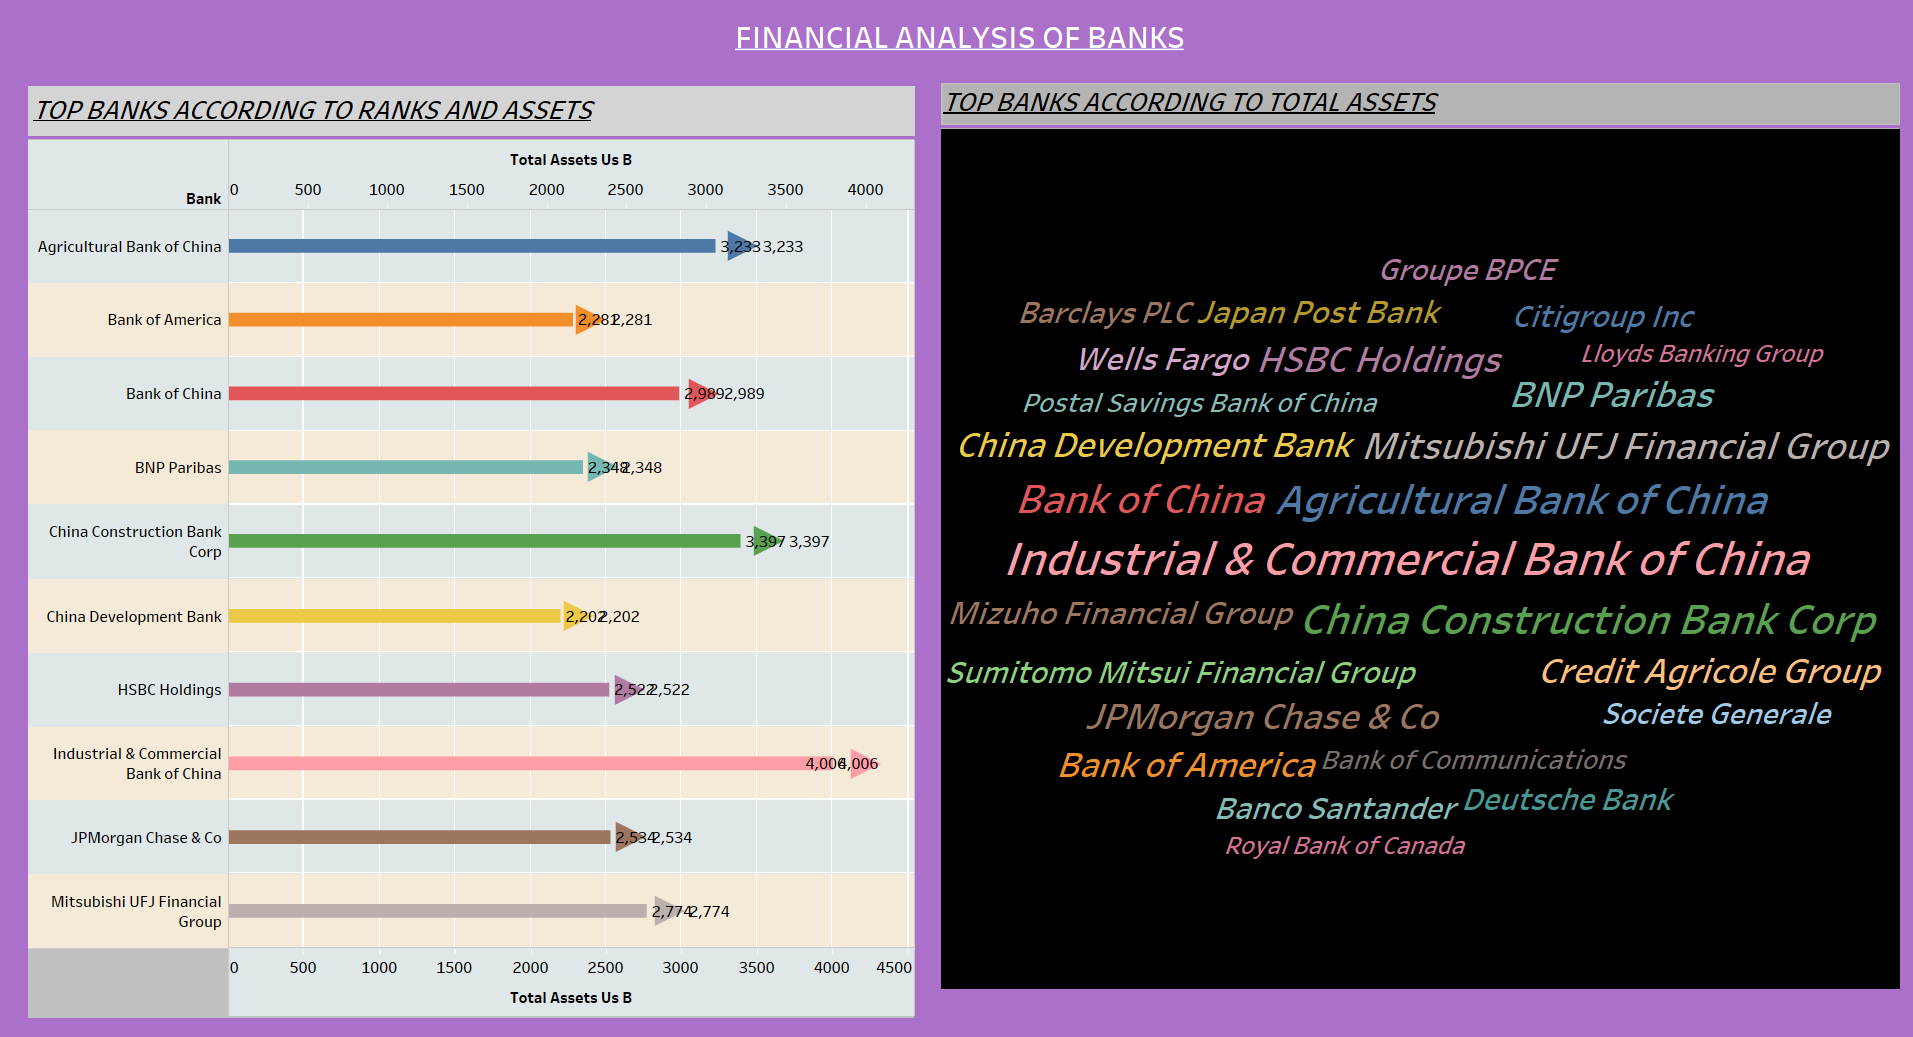 FINANCIAL ANALYSIS OF BANKS
TOP BANKS ACCORDING TO RANKS AND ASSETS
Total Assets Us B
Bank
0 500 1000 1500 2000 2500 3000 3500 4000
Agricultural Bank of China 3,233 3,233
Bank of America 2,281 2,281
Bank of China 2,989 2,989
BNP Paribas 2,348 2,348
China Construction Bank
Corp
3,397 3,397
China Development Bank 2,202 2,202
HSBC Holdings 2,522 2,522
Industrial & Commercial
Bank of China
4,006 4,006
JPMorgan Chase & Co 2,534 2,534
Mitsubishi UFJ Financial
Group
2,774 2,774
0 500 1000 1500 2000 2500 3000 3500 4000 4500
Total Assets Us B
TOP BANKS ACCORDING TO TOTAL ASSETS
Groupe BPCE
Barclays PLC Japan Post Bank Citigroup Inc
Wells Fargo HSBC Holdings Lloyds Banking Group
Postal Savings Bank of China BNP Paribas
China Development Bank Mitsubishi UFJ Financial Group
Bank of China Agricultural Bank of China
Industrial & Commercial Bank of China
Mizuho Financial Group China Construction Bank Corp
Sumitomo Mitsui Financial Group Credit Agricole Group
JPMorgan Chase & Co Societe Generale
Bank of America Bank of Communications
Banco Santander Deutsche Bank
Royal Bank of Canada